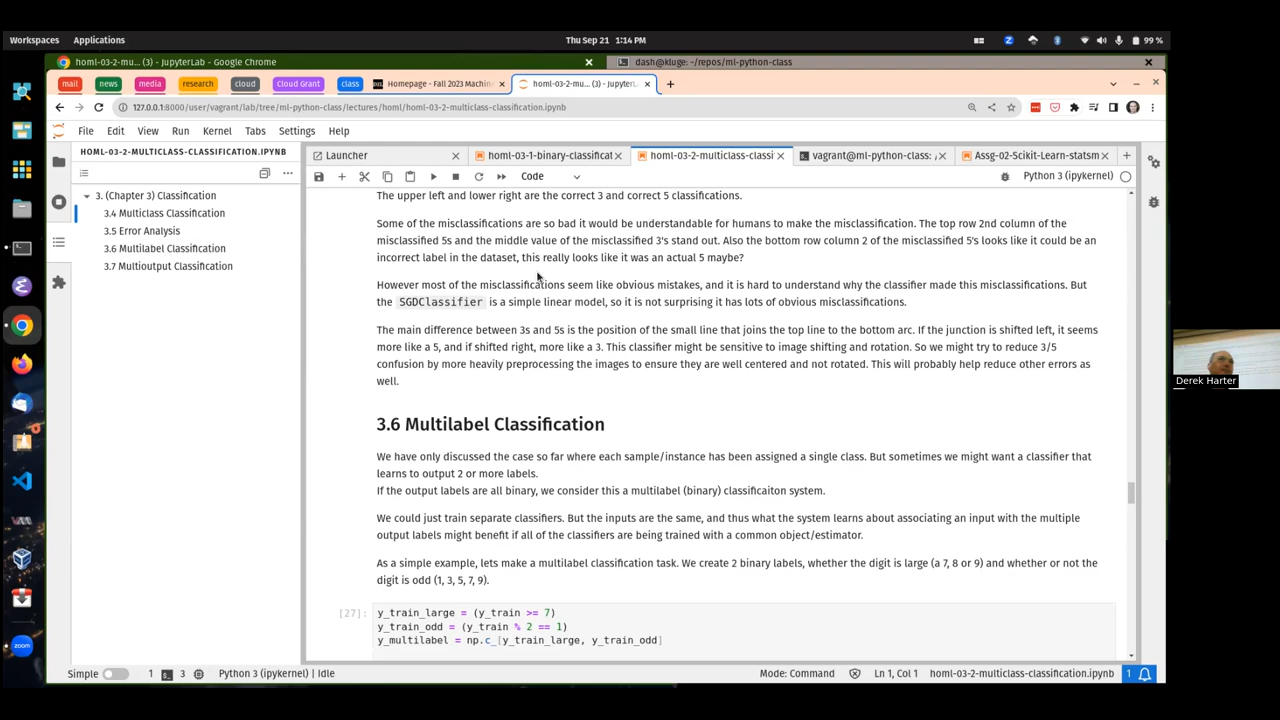 Workspaces Applications Thu Sep 21 1:14 PM 99 %
homl-03-2-mu... (3) - JupyterLab - Google Chrome dash@kluge: ~/repos/ml-python-class
mail news media research cloud Cloud Grant class Homepage - Fall 2023 Machin homl-03-2-mu... (3) - Jupyterl
127.0.0.1:8000/user/vagrant/lab/tree/ml-python-class/lectures/homl/homl-03-2-multiclass-classification.ipynb
File Edit View Run Kernel Tabs Settings Help
HOML-03-2-MULTICLASS-CLASSIFICATION.IPYNB
Launcher homl-03-1-binary-classificat homl-03-2-multiclass-classi vagrant@ml-python-class: / Assg-02-Scikit-Learn-statsm
Code Python 3 (ipykernel)
3. (Chapter 3) Classification
3.4 Multiclass Classification
3.5 Error Analysis
3.6 Multilabel Classification
3.7 Multioutput Classification
The upper left and lower right are the correct 3 and correct 5 classifications.
Some of the misclassifications are so bad it would be understandable for humans to make the misclassification. The top row 2nd column of the
misclassified 5s and the middle value of the misclassified 3's stand out. Also the bottom row column 2 of the misclassified 5's looks like it could be an
incorrect label in the dataset, this really looks like it was an actual 5 maybe?
However most of the misclassifications seem like obvious mistakes, and it is hard to understand why the classifier made this misclassifications. But
the SGDClassifier is a simple linear model, so it is not surprising it has lots of obvious misclassifications.
The main difference between 3s and 5s is the position of the small line that joins the top line to the bottom arc. If the junction is shifted left, it seems
more like a 5, and if shifted right, more like a 3. This classifier might be sensitive to image shifting and rotation. So we might try to reduce 3/5
confusion by more heavily preprocessing the images to ensure they are well centered and not rotated. This will probably help reduce other errors as
well.
3.6 Multilabel Classification
We have only discussed the case so far where each sample/instance has been assigned a single class. But sometimes we might want a classifier that
learns to output 2 or more labels.
If the output labels are all binary, we consider this a multilabel (binary) classificaiton system.
We could just train separate classifiers. But the inputs are the same, and thus what the system learns about associating an input with the multiple
output labels might benefit if all of the classifiers are being trained with a common object/estimator.
As a simple example, lets make a multilabel classification task. We create 2 binary labels, whether the digit is large (a 7, 8 or 9) and whether or not the
digit is odd (1, 3, 5, 7, 9).
[27]: y_train_large = (y_train >= 7)
y_train_odd = (y_train % 2 == 1)
y_multilabel = np.c_[y_train_large, y_train_odd]
Simple 1 3 Python 3 (ipykernel) | Idle Mode: Command Ln 1, Col 1 homl-03-2-multiclass-classification.ipynb 1
Derek Harter